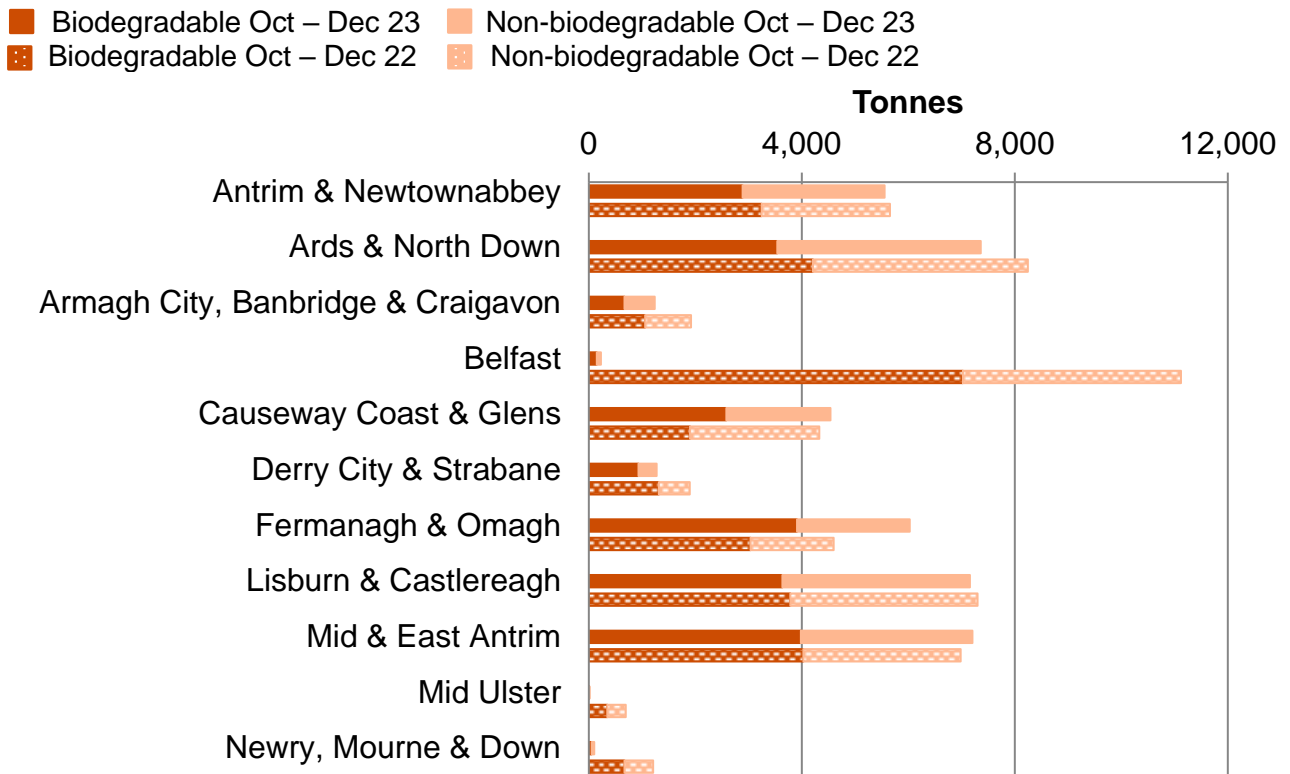 Biodegradable Oct – Dec 23 Non-biodegradable Oct – Dec 23
Biodegradable Oct – Dec 22 Non-biodegradable Oct – Dec 22
Tonnes
0 4,000 8,000 12,000
Antrim & Newtownabbey
Ards & North Down
Armagh City, Banbridge & Craigavon
Belfast
Causeway Coast & Glens
Derry City & Strabane
Fermanagh & Omagh
Lisburn & Castlereagh
Mid & East Antrim
Mid Ulster
Newry, Mourne & Down